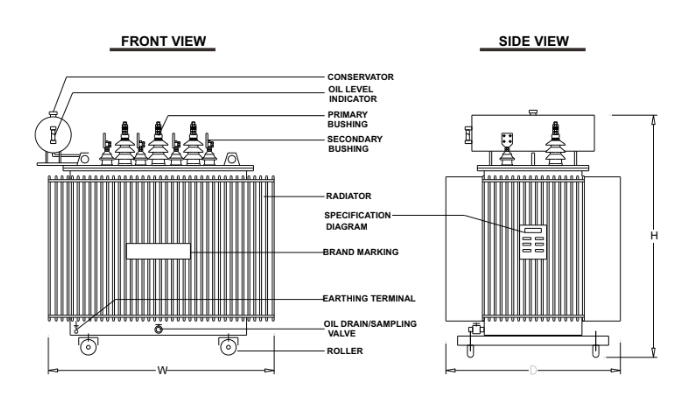 FRONT VIEW
SIDE VIEW
CONSERVATOR
OIL LEVEL
INDICATOR
PRIMARY
BUSHING
SECONDARY
BUSHING
RADIATOR
SPECIFICATION
DIAGRAM
BRAND MARKING
EARTHING TERMINAL
OIL DRAIN/SAMPLING
VALVE
ROLLER
W
D
H